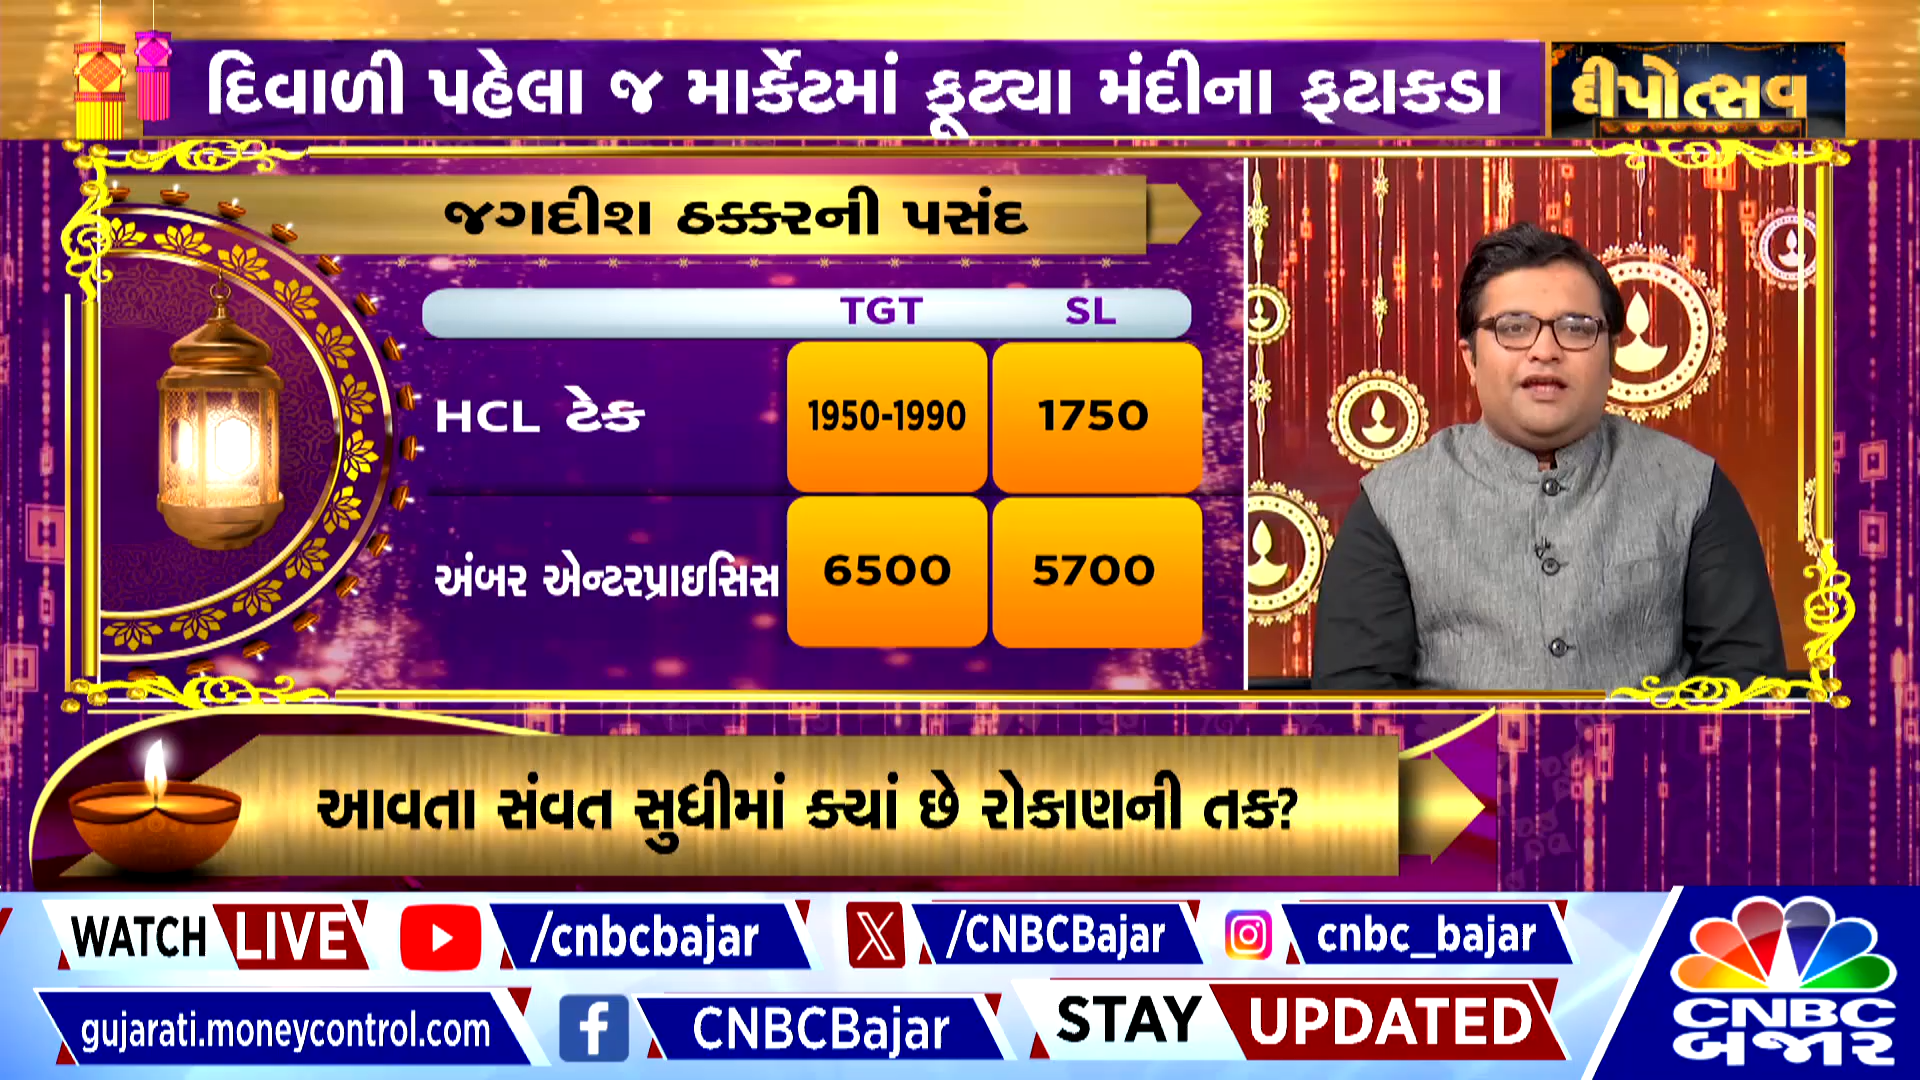 દિવાળી પહેલા જ માર્કેટમાં ફૂટ્યા મંદીના ફટાકડા
દીપોત્સવ
જગદીશ ઠક્કરની પસંદ
TGT SL
HCL ટેક 1950-1990 1750
અંબર એન્ટરપ્રાઇસિસ 6500 5700
આવતા સંવત સુધીમાં ક્યાં છે રોકાણની તક?
WATCH LIVE /cnbcbajar /CNBCBajar cnbc_bajar
gujarati.moneycontrol.com CNBCBajar STAY UPDATED
CNBC
બજાર